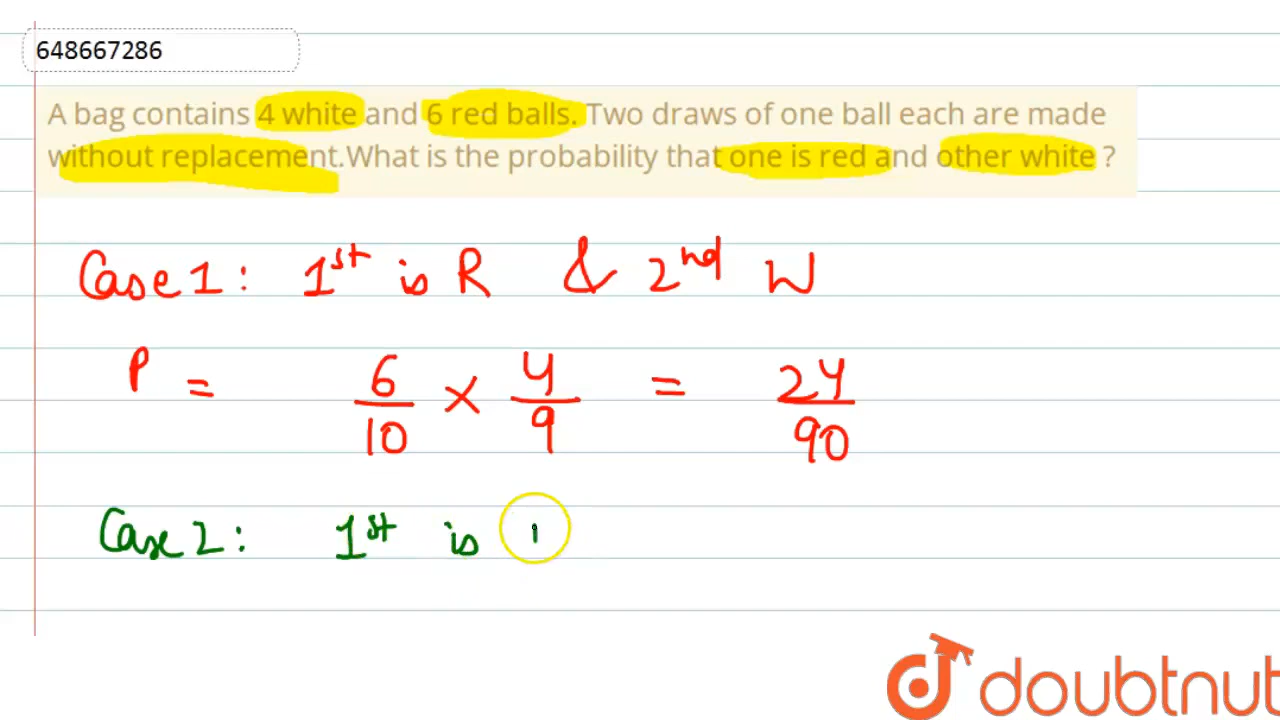 648667286
A bag contains 4 white and 6 red balls. Two draws of one ball each are made
without replacement.What is the probability that one is red and other white ?
Case 1: 1st is R & 2nd W
P = 6/10 × 4/9 = 24/90
Case 2: 1st is
doubtnut